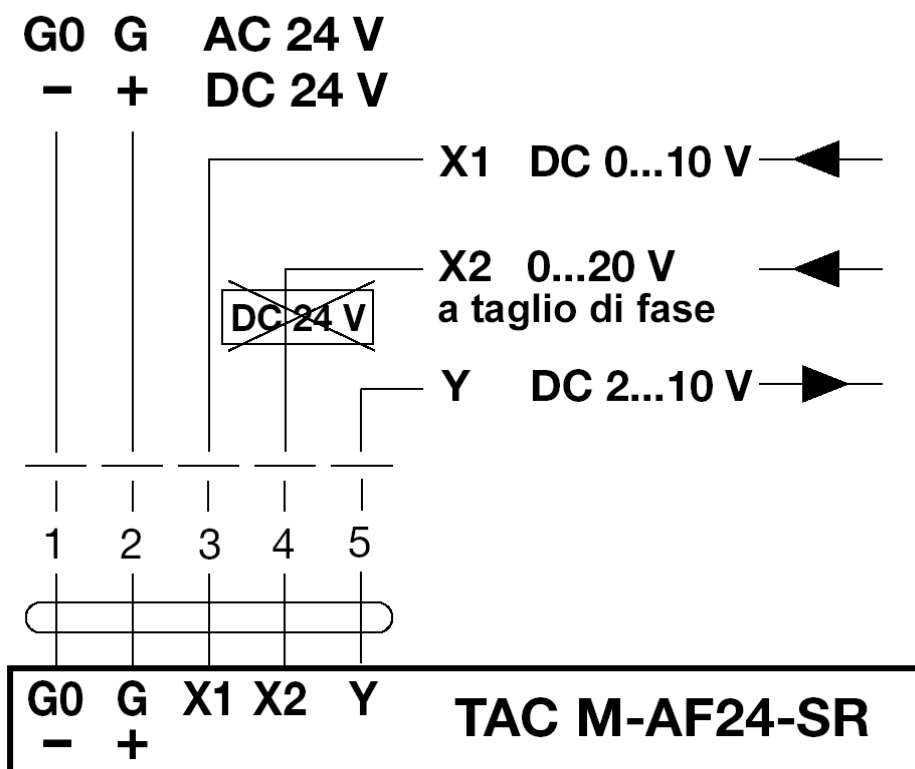 G0 G AC 24 V
− + DC 24 V
X1 DC 0...10 V
X2 0...20 V
a taglio di fase
DC 24 V
Y DC 2...10 V
1 2 3 4 5
G0 G X1 X2 Y
− +
TAC M-AF24-SR